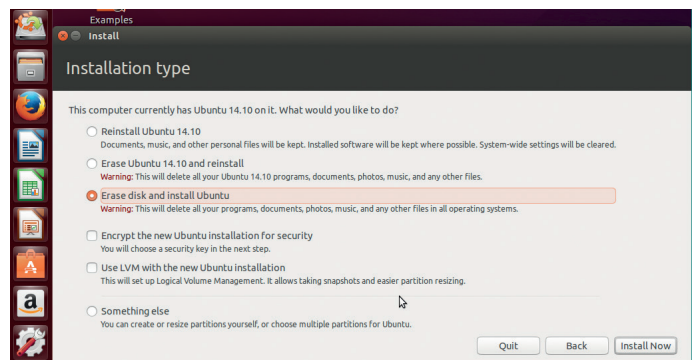 Examples
Install
Installation type
This computer currently has Ubuntu 14.10 on it. What would you like to do?
Reinstall Ubuntu 14.10
Documents, music, and other personal files will be kept. Installed software will be kept where possible. System-wide settings will be cleared.
Erase Ubuntu 14.10 and reinstall
Warning: This will delete all your Ubuntu 14.10 programs, documents, photos, music, and any other files.
Erase disk and install Ubuntu
Warning: This will delete all your programs, documents, photos, music, and any other files in all operating systems.
Encrypt the new Ubuntu installation for security
You will choose a security key in the next step.
Use LVM with the new Ubuntu installation
This will set up Logical Volume Management. It allows taking snapshots and easier partition resizing.
Something else
You can create or resize partitions yourself, or choose multiple partitions for Ubuntu.
Quit Back Install Now